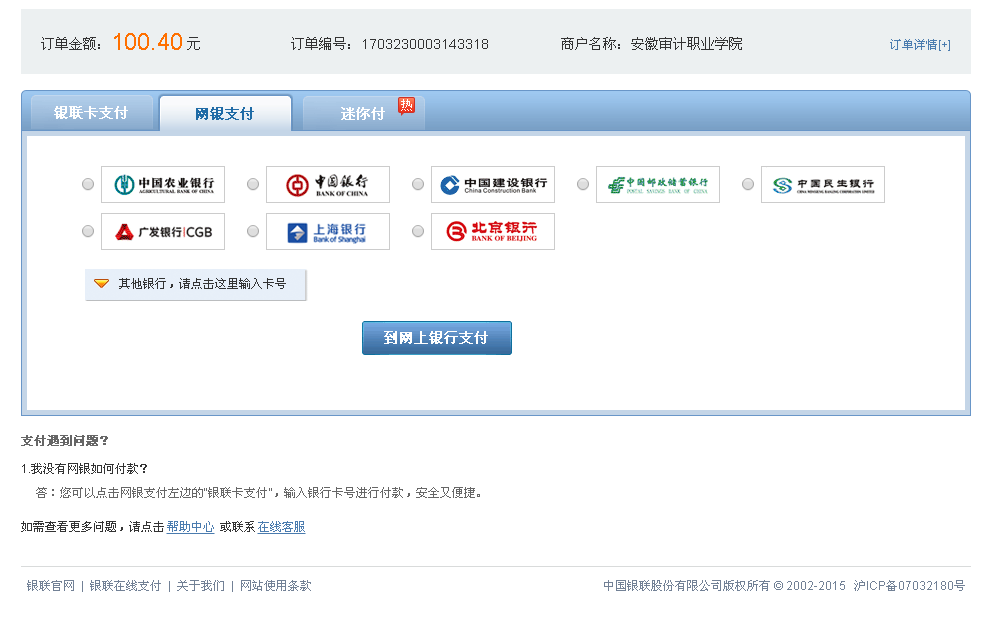 订单金额： 100.40 元 订单编号： 1703230003143318 商户名称： 安徽审计职业学院 订单详情[+]
银联卡支付 网银支付 迷你付 热
中国农业银行 AGRICULTURAL BANK OF CHINA
中国银行 BANK OF CHINA
中国建设银行 China Construction Bank
中国邮政储蓄银行 POSTAL SAVINGS BANK OF CHINA
中国民生银行 CHINA MINSHENG BANKING CORPORATION LIMITED
广发银行|CGB
上海银行 Bank of Shanghai
北京银行 BANK OF BEIJING
其他银行，请点击这里输入卡号
到网上银行支付
支付遇到问题？
1.我没有网银如何付款？
答：您可以点击网银支付左边的"银联卡支付"，输入银行卡号进行付款，安全又便捷。
如需查看更多问题，请点击 帮助中心 或联系 在线客服
银联官网 | 银联在线支付 | 关于我们 | 网站使用条款 中国银联股份有限公司版权所有 © 2002-2015 沪ICP备07032180号